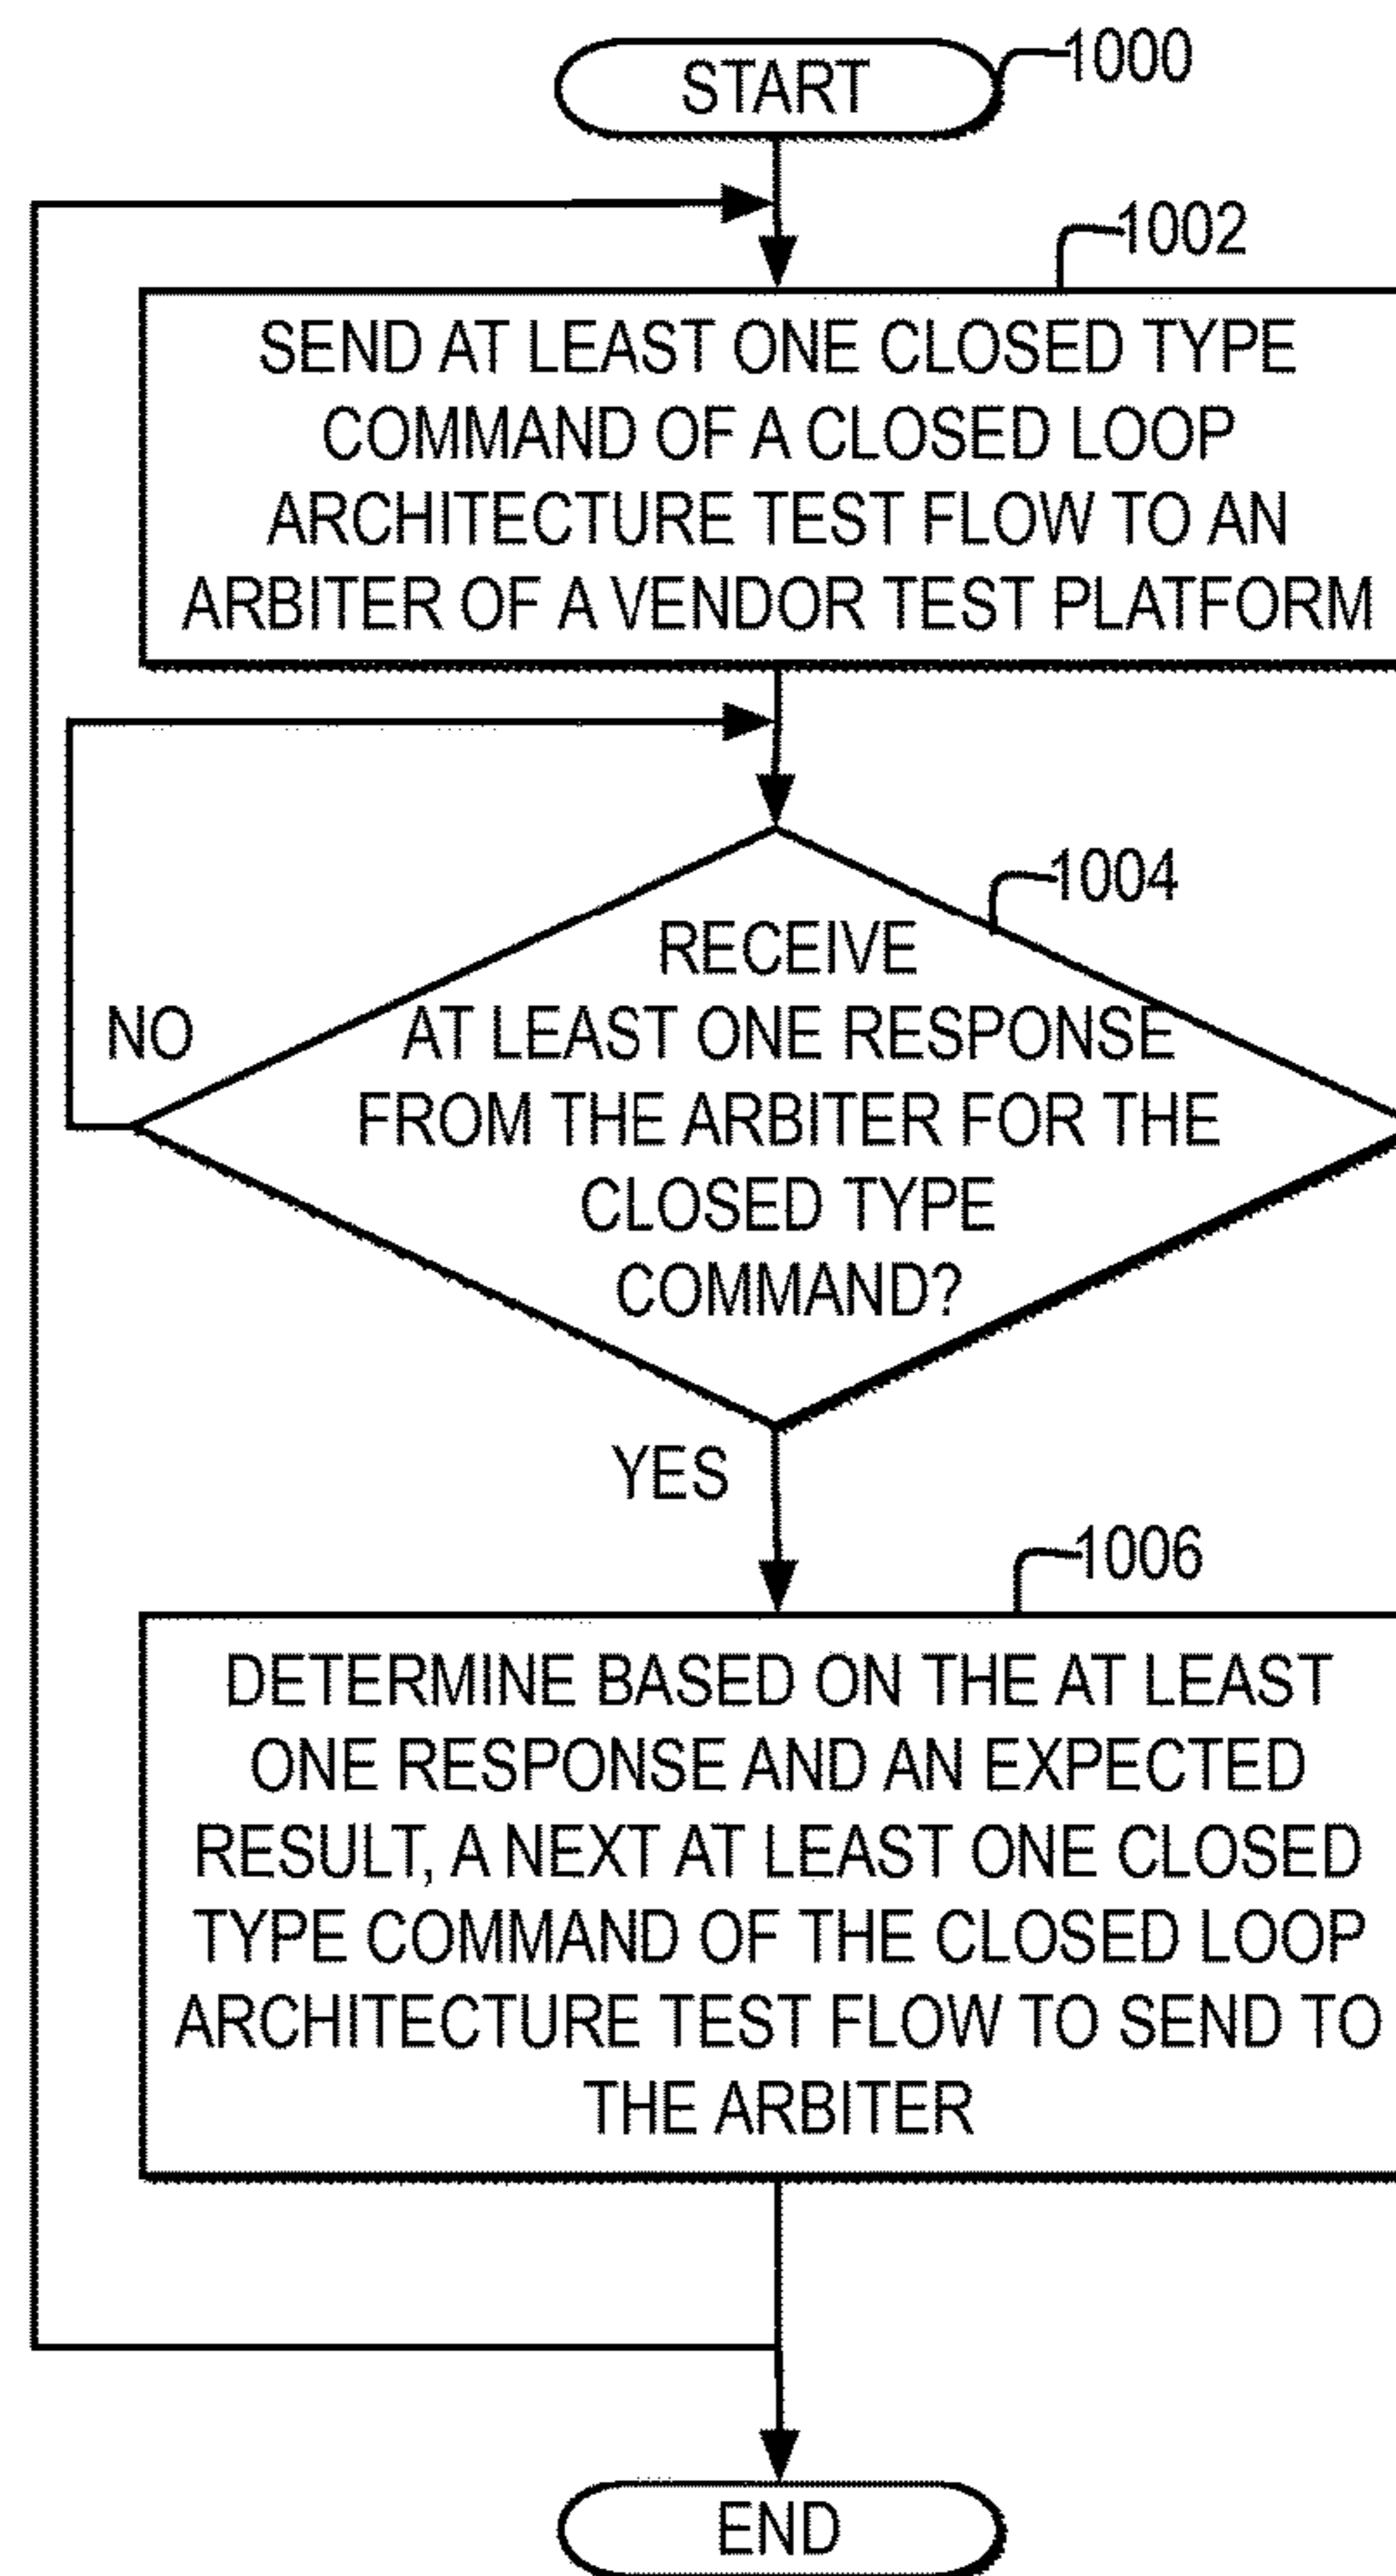 START
1000
1002
SEND AT LEAST ONE CLOSED TYPE
COMMAND OF A CLOSED LOOP
ARCHITECTURE TEST FLOW TO AN
ARBITER OF A VENDOR TEST PLATFORM
1004
RECEIVE
AT LEAST ONE RESPONSE
FROM THE ARBITER FOR THE
CLOSED TYPE
COMMAND?
NO
YES
1006
DETERMINE BASED ON THE AT LEAST
ONE RESPONSE AND AN EXPECTED
RESULT, A NEXT AT LEAST ONE CLOSED
TYPE COMMAND OF THE CLOSED LOOP
ARCHITECTURE TEST FLOW TO SEND TO
THE ARBITER
END